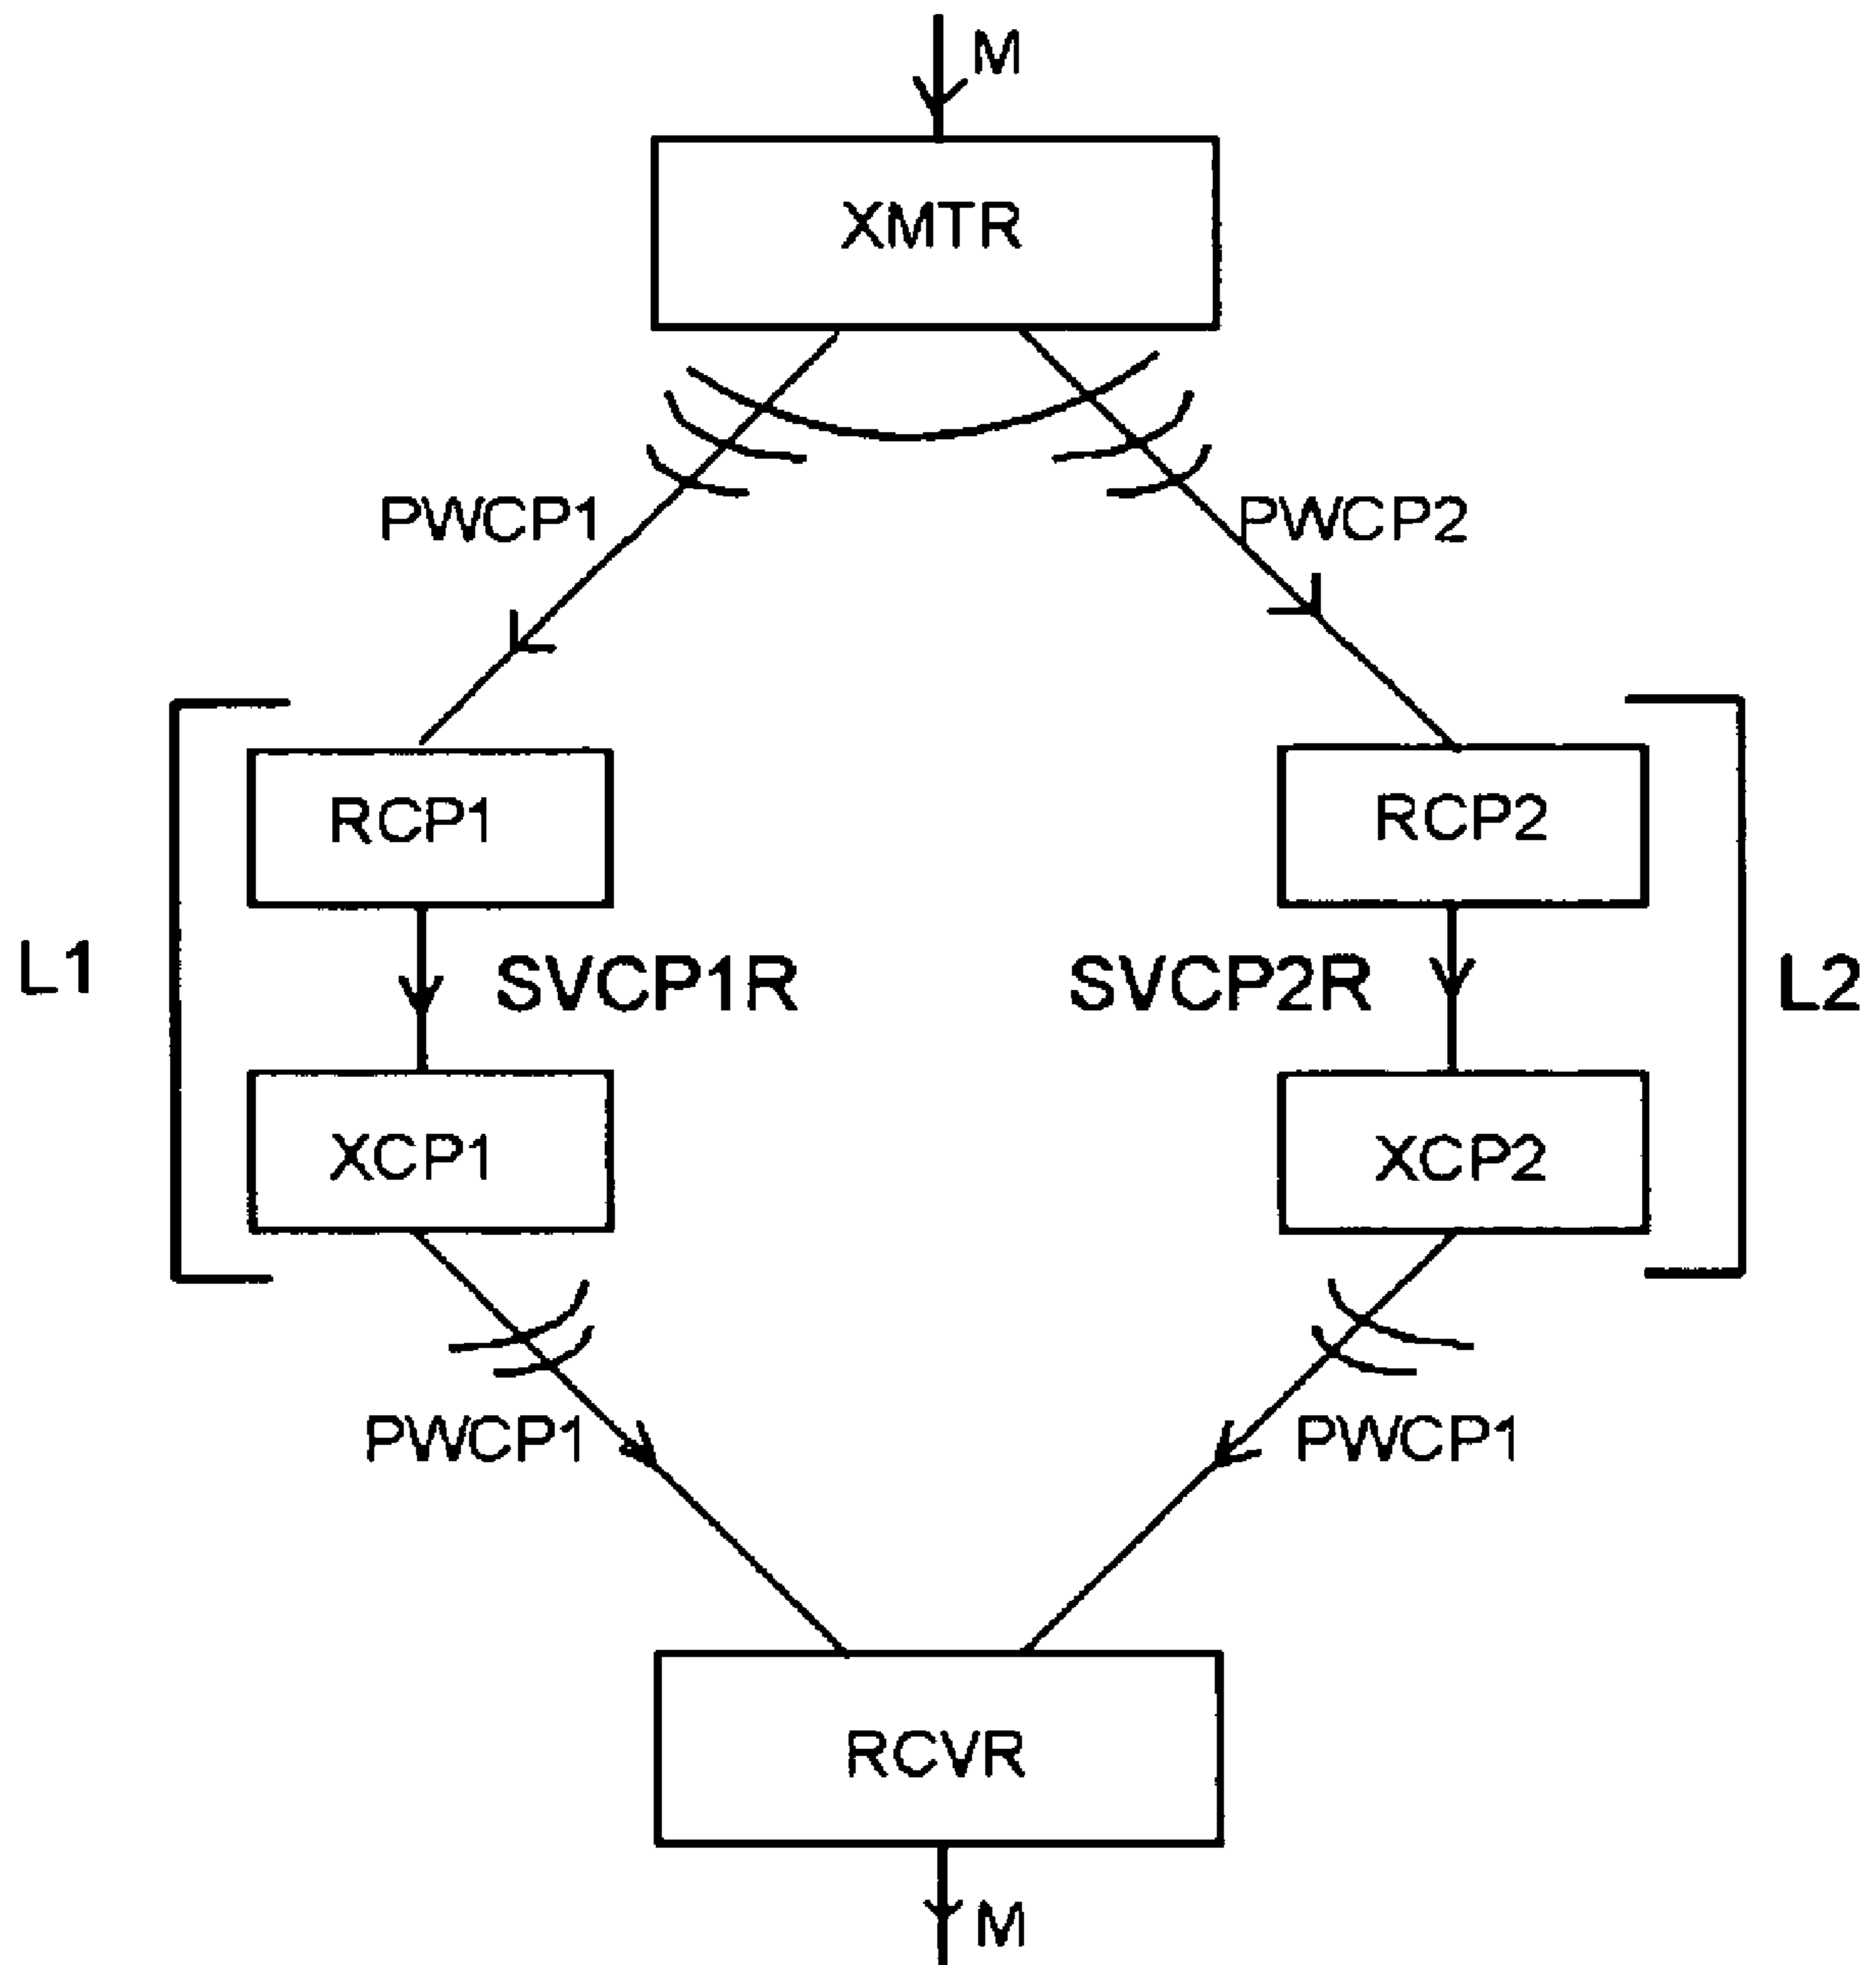 M
XMTR
PWCP1
PWCP2
RCP1
RCP2
L1
SVCP1R
SVCP2R
L2
XCP1
XCP2
PWCP1
PWCP1
RCVR
M